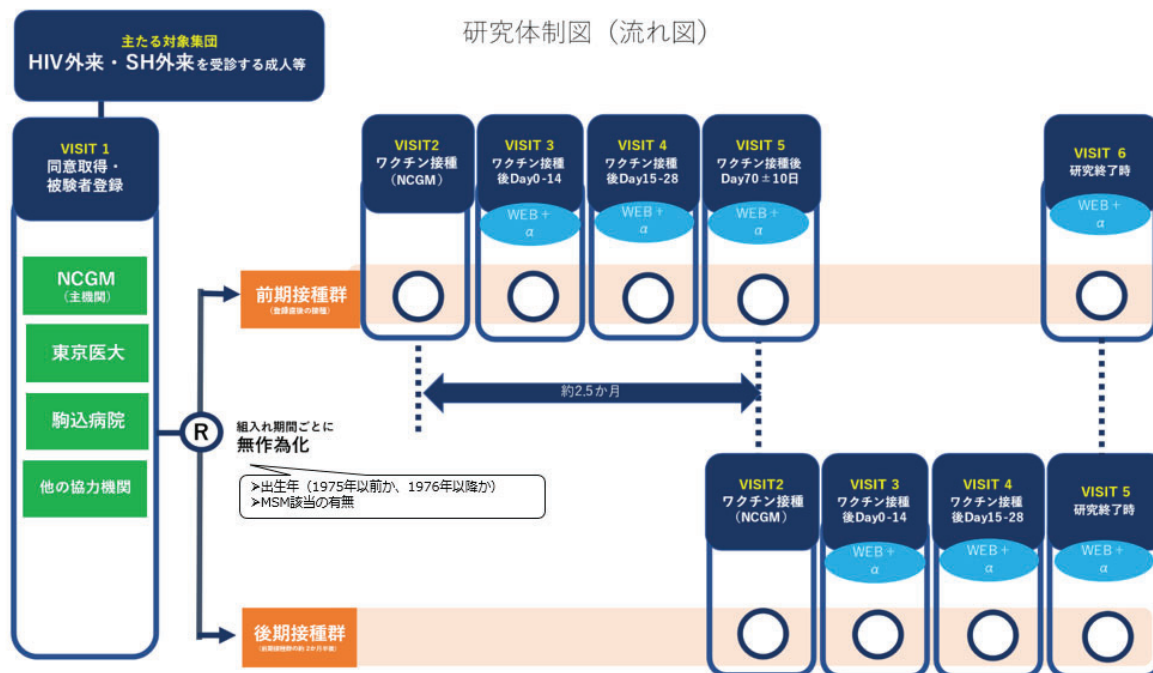 研究体制図（流れ図）
主たる対象集団
HIV外来・SH外来を受診する成人等
VISIT 1
同意取得・
被験者登録
NCGM
（主機関）
東京医大
駒込病院
他の協力機関
R
組入れ期間ごとに
無作為化
➢出生年（1975年以前か、1976年以降か）
➢MSM該当の有無
前期接種群
（登録直後の接種）
VISIT2
ワクチン接種
（NCGM）
VISIT 3
ワクチン接種
後Day0-14
WEB +
α
VISIT 4
ワクチン接種
後Day15-28
WEB +
α
VISIT 5
ワクチン接種後
Day70±10日
WEB +
α
VISIT 6
研究終了時
WEB +
α
約2.5か月
後期接種群
VISIT2
ワクチン接種
（NCGM）
VISIT 3
ワクチン接種
後Day0-14
WEB +
α
VISIT 4
ワクチン接種
後Day15-28
WEB +
α
VISIT 5
研究終了時
WEB +
α